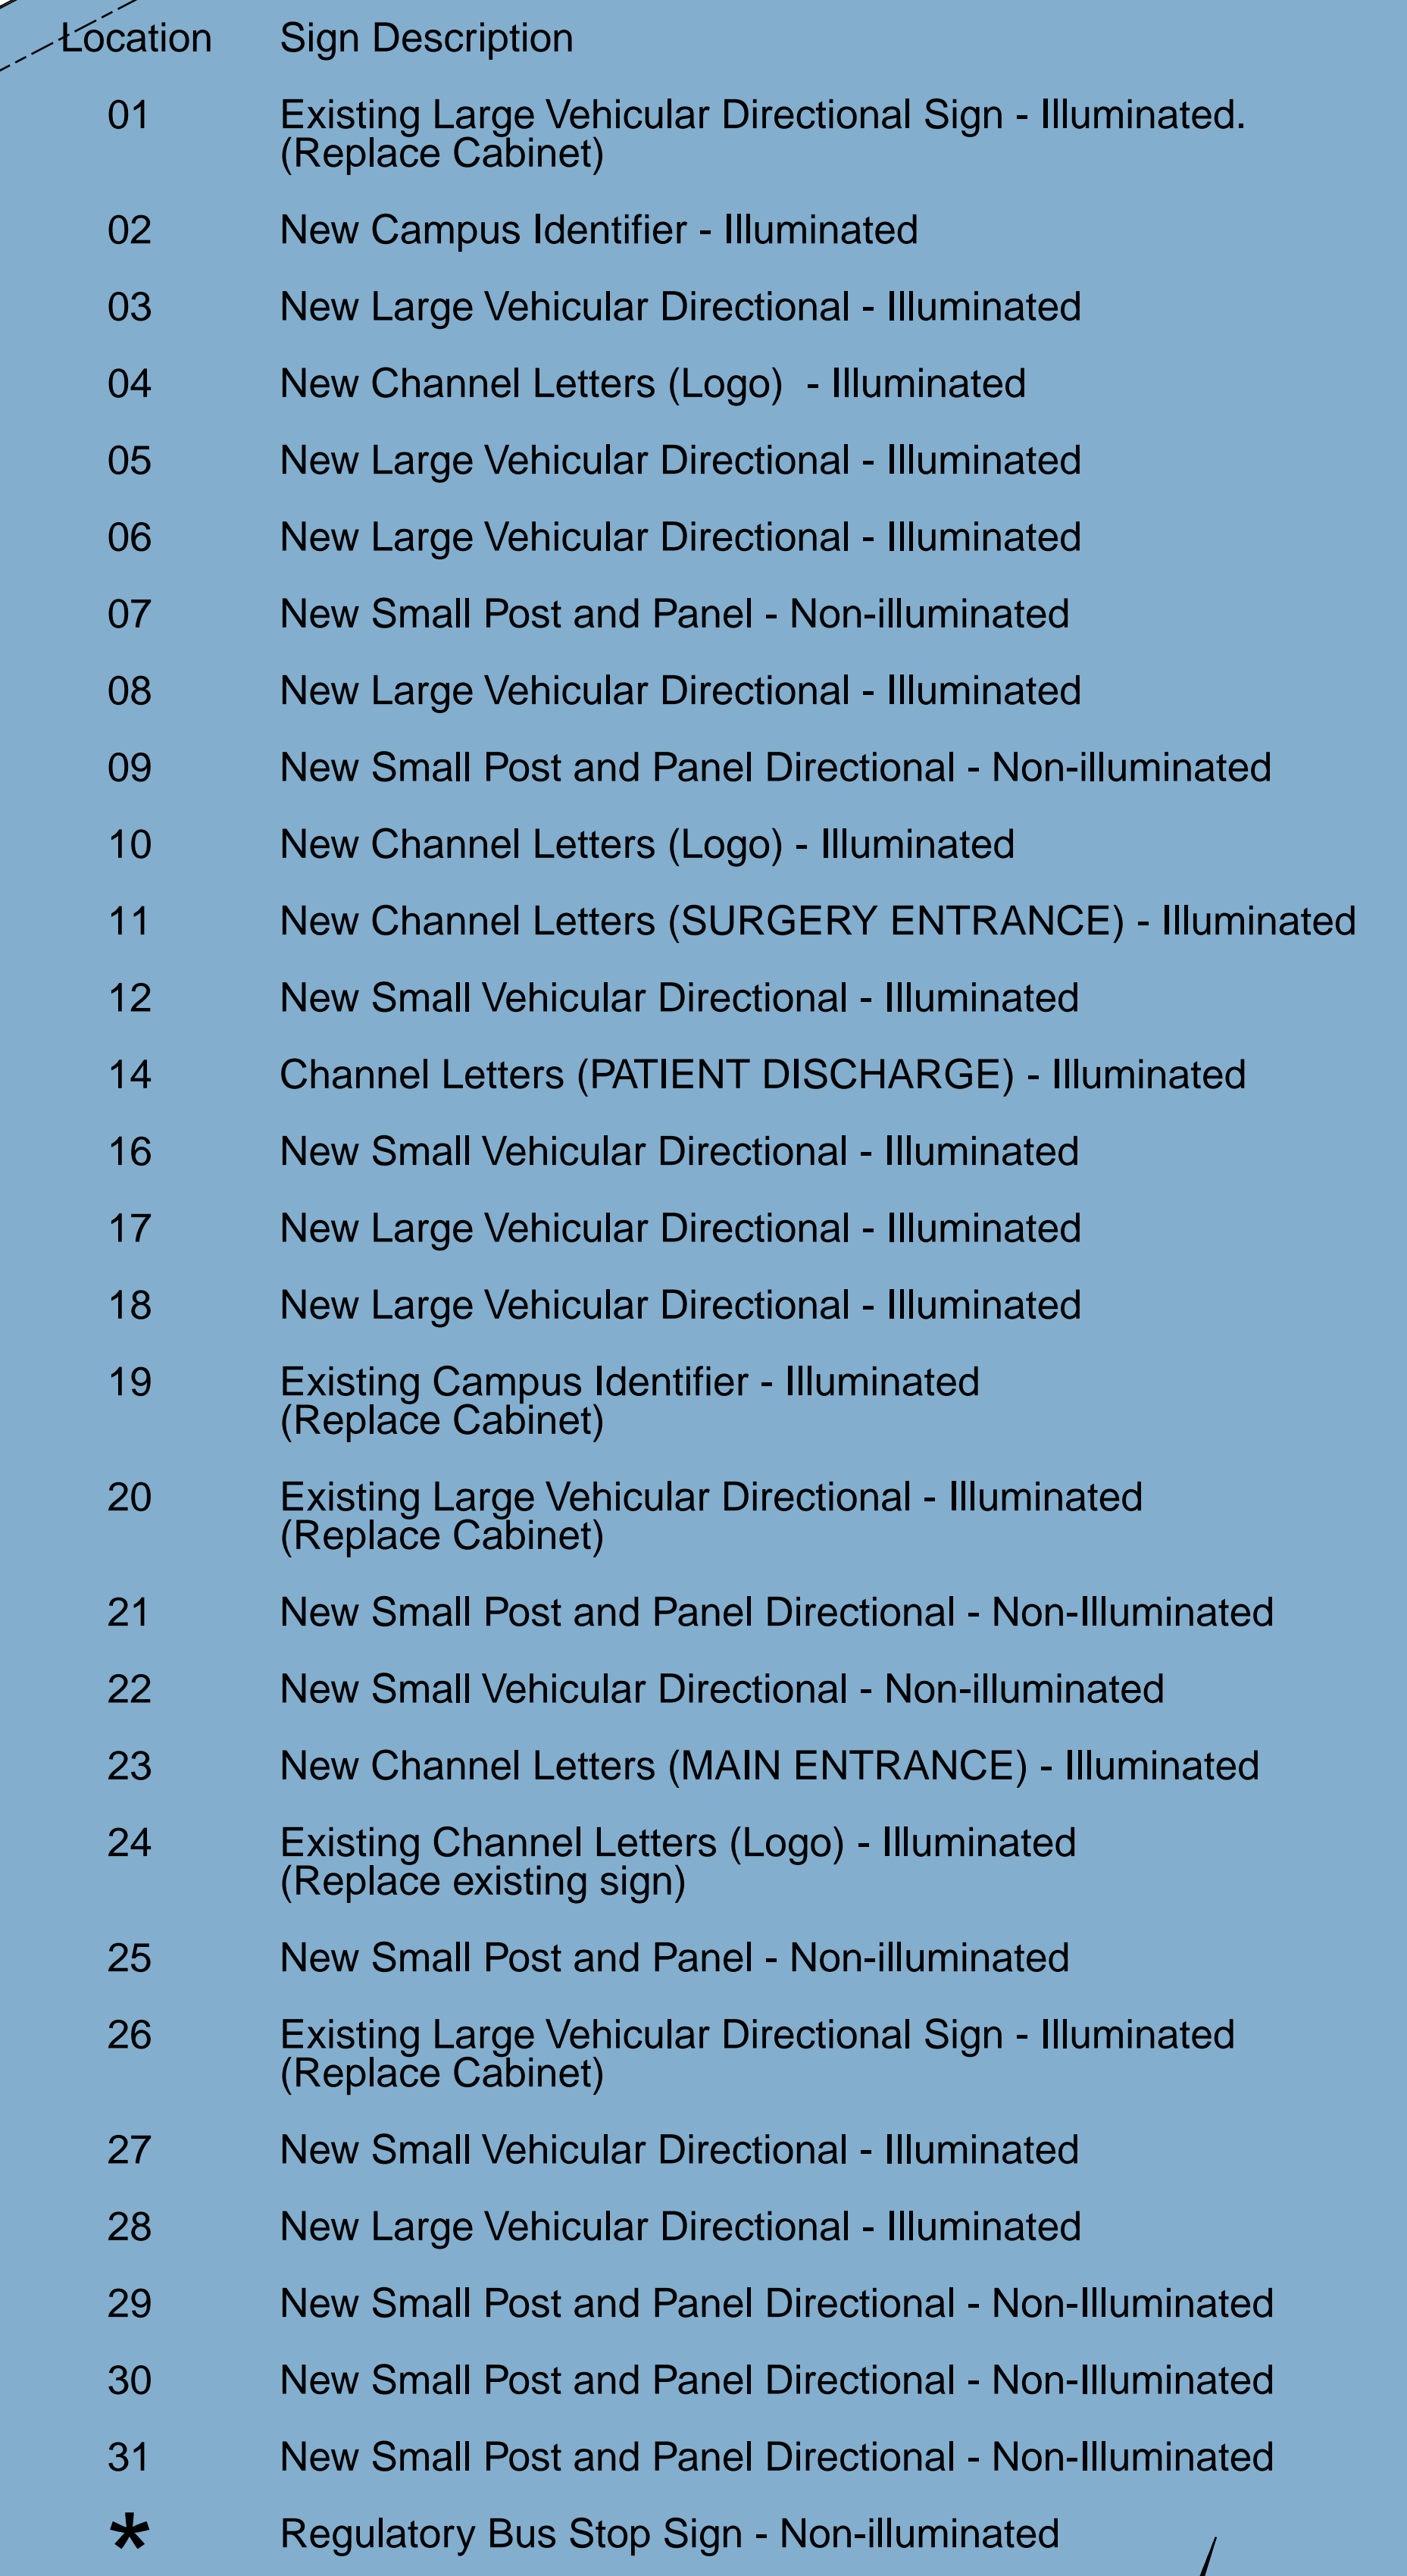 Location Sign Description
01 Existing Large Vehicular Directional Sign - Illuminated.
(Replace Cabinet)
02 New Campus Identifier - Illuminated
03 New Large Vehicular Directional - Illuminated
04 New Channel Letters (Logo)  - Illuminated
05 New Large Vehicular Directional - Illuminated
06 New Large Vehicular Directional - Illuminated
07 New Small Post and Panel - Non-illuminated
08 New Large Vehicular Directional - Illuminated
09 New Small Post and Panel Directional - Non-illuminated
10 New Channel Letters (Logo) - Illuminated
11 New Channel Letters (SURGERY ENTRANCE) - Illuminated
12 New Small Vehicular Directional - Illuminated
14 Channel Letters (PATIENT DISCHARGE) - Illuminated
16 New Small Vehicular Directional - Illuminated
17 New Large Vehicular Directional - Illuminated
18 New Large Vehicular Directional - Illuminated
19 Existing Campus Identifier - Illuminated
(Replace Cabinet)
20 Existing Large Vehicular Directional - Illuminated
(Replace Cabinet)
21 New Small Post and Panel Directional - Non-Illuminated
22 New Small Vehicular Directional - Non-illuminated
23 New Channel Letters (MAIN ENTRANCE) - Illuminated
24 Existing Channel Letters (Logo) - Illuminated
(Replace existing sign)
25 New Small Post and Panel - Non-illuminated
26 Existing Large Vehicular Directional Sign - Illuminated
(Replace Cabinet)
27 New Small Vehicular Directional - Illuminated
28 New Large Vehicular Directional - Illuminated
29 New Small Post and Panel Directional - Non-Illuminated
30 New Small Post and Panel Directional - Non-Illuminated
31 New Small Post and Panel Directional - Non-Illuminated
* Regulatory Bus Stop Sign - Non-illuminated